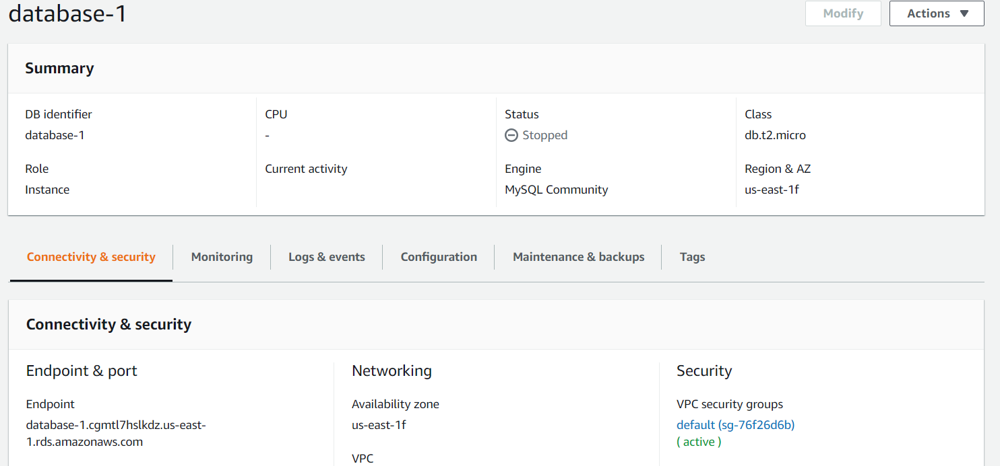 database-1
Modify
Actions
Summary
DB identifier
database-1
CPU
-
Status
Stopped
Class
db.t2.micro
Role
Instance
Current activity
Engine
MySQL Community
Region & AZ
us-east-1f
Connectivity & security
Monitoring
Logs & events
Configuration
Maintenance & backups
Tags
Connectivity & security
Endpoint & port
Endpoint
database-1.cgmtl7hslkdz.us-east-
1.rds.amazonaws.com
Networking
Availability zone
us-east-1f
VPC
Security
VPC security groups
default (sg-76f26d6b)
( active )